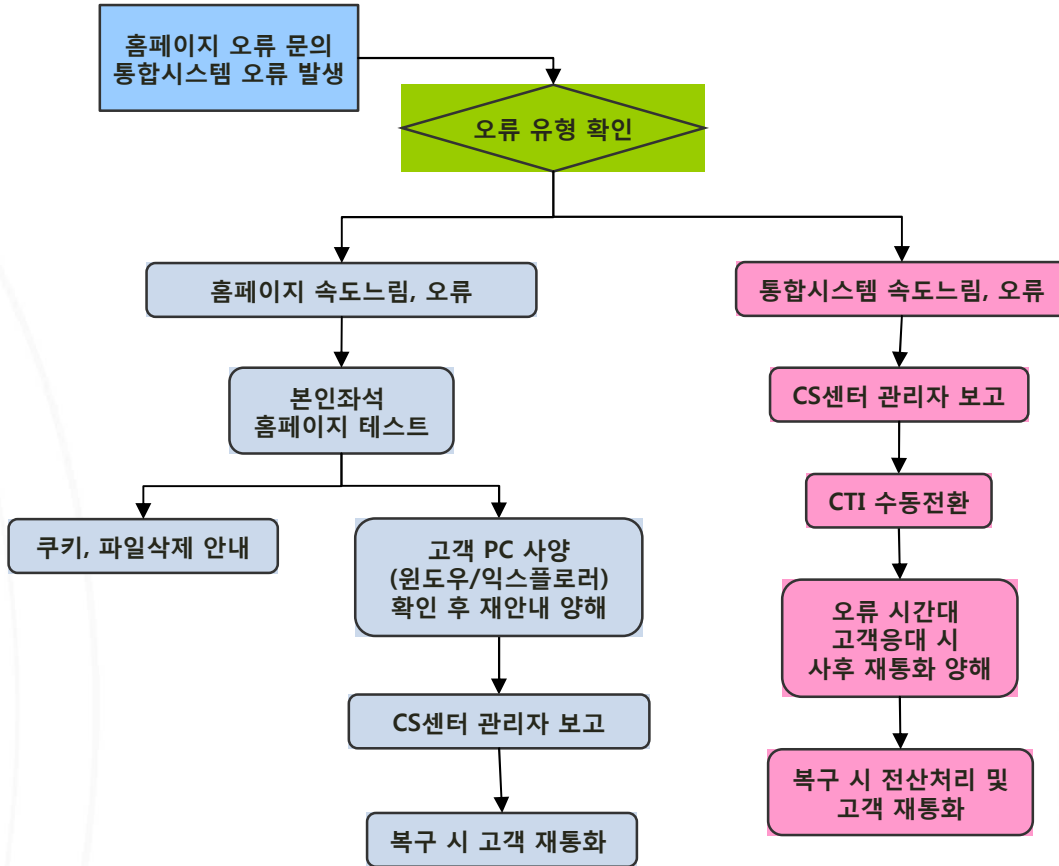 홈페이지 오류 문의
통합시스템 오류 발생
오류 유형 확인
홈페이지 속도느림, 오류
통합시스템 속도느림, 오류
본인좌석
홈페이지 테스트
CS센터 관리자 보고
쿠키, 파일삭제 안내
고객 PC 사양
(윈도우/익스플로러)
확인 후 재안내 양해
CTI 수동전환
오류 시간대
고객응대 시
사후 재통화 양해
CS센터 관리자 보고
복구 시 전산처리 및
고객 재통화
복구 시 고객 재통화